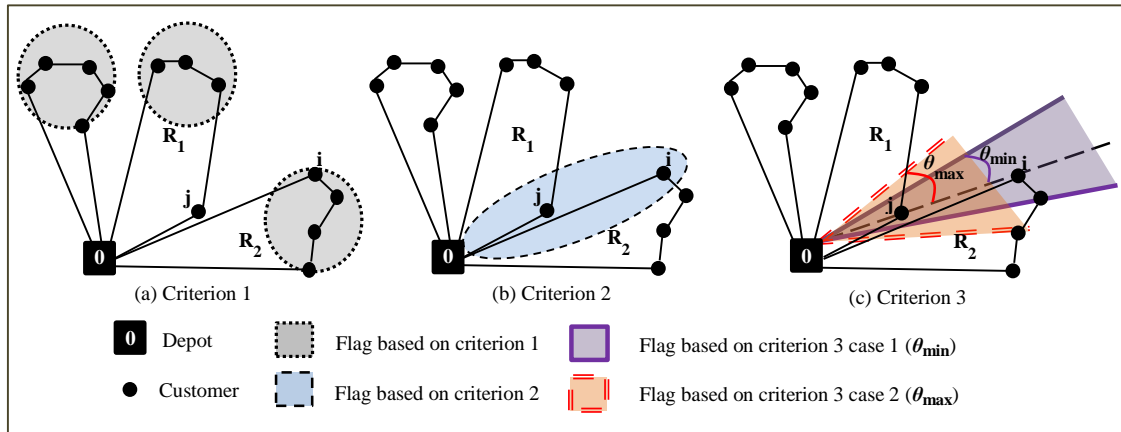 R1
i
j
R2
0
(a) Criterion 1
R1
i
j
R2
0
(b) Criterion 2
R1
θmax
θmin
i
j
R2
0
(c) Criterion 3
0 Depot
Flag based on criterion 1
Flag based on criterion 3 case 1 (θmin)
Customer
Flag based on criterion 2
Flag based on criterion 3 case 2 (θmax)